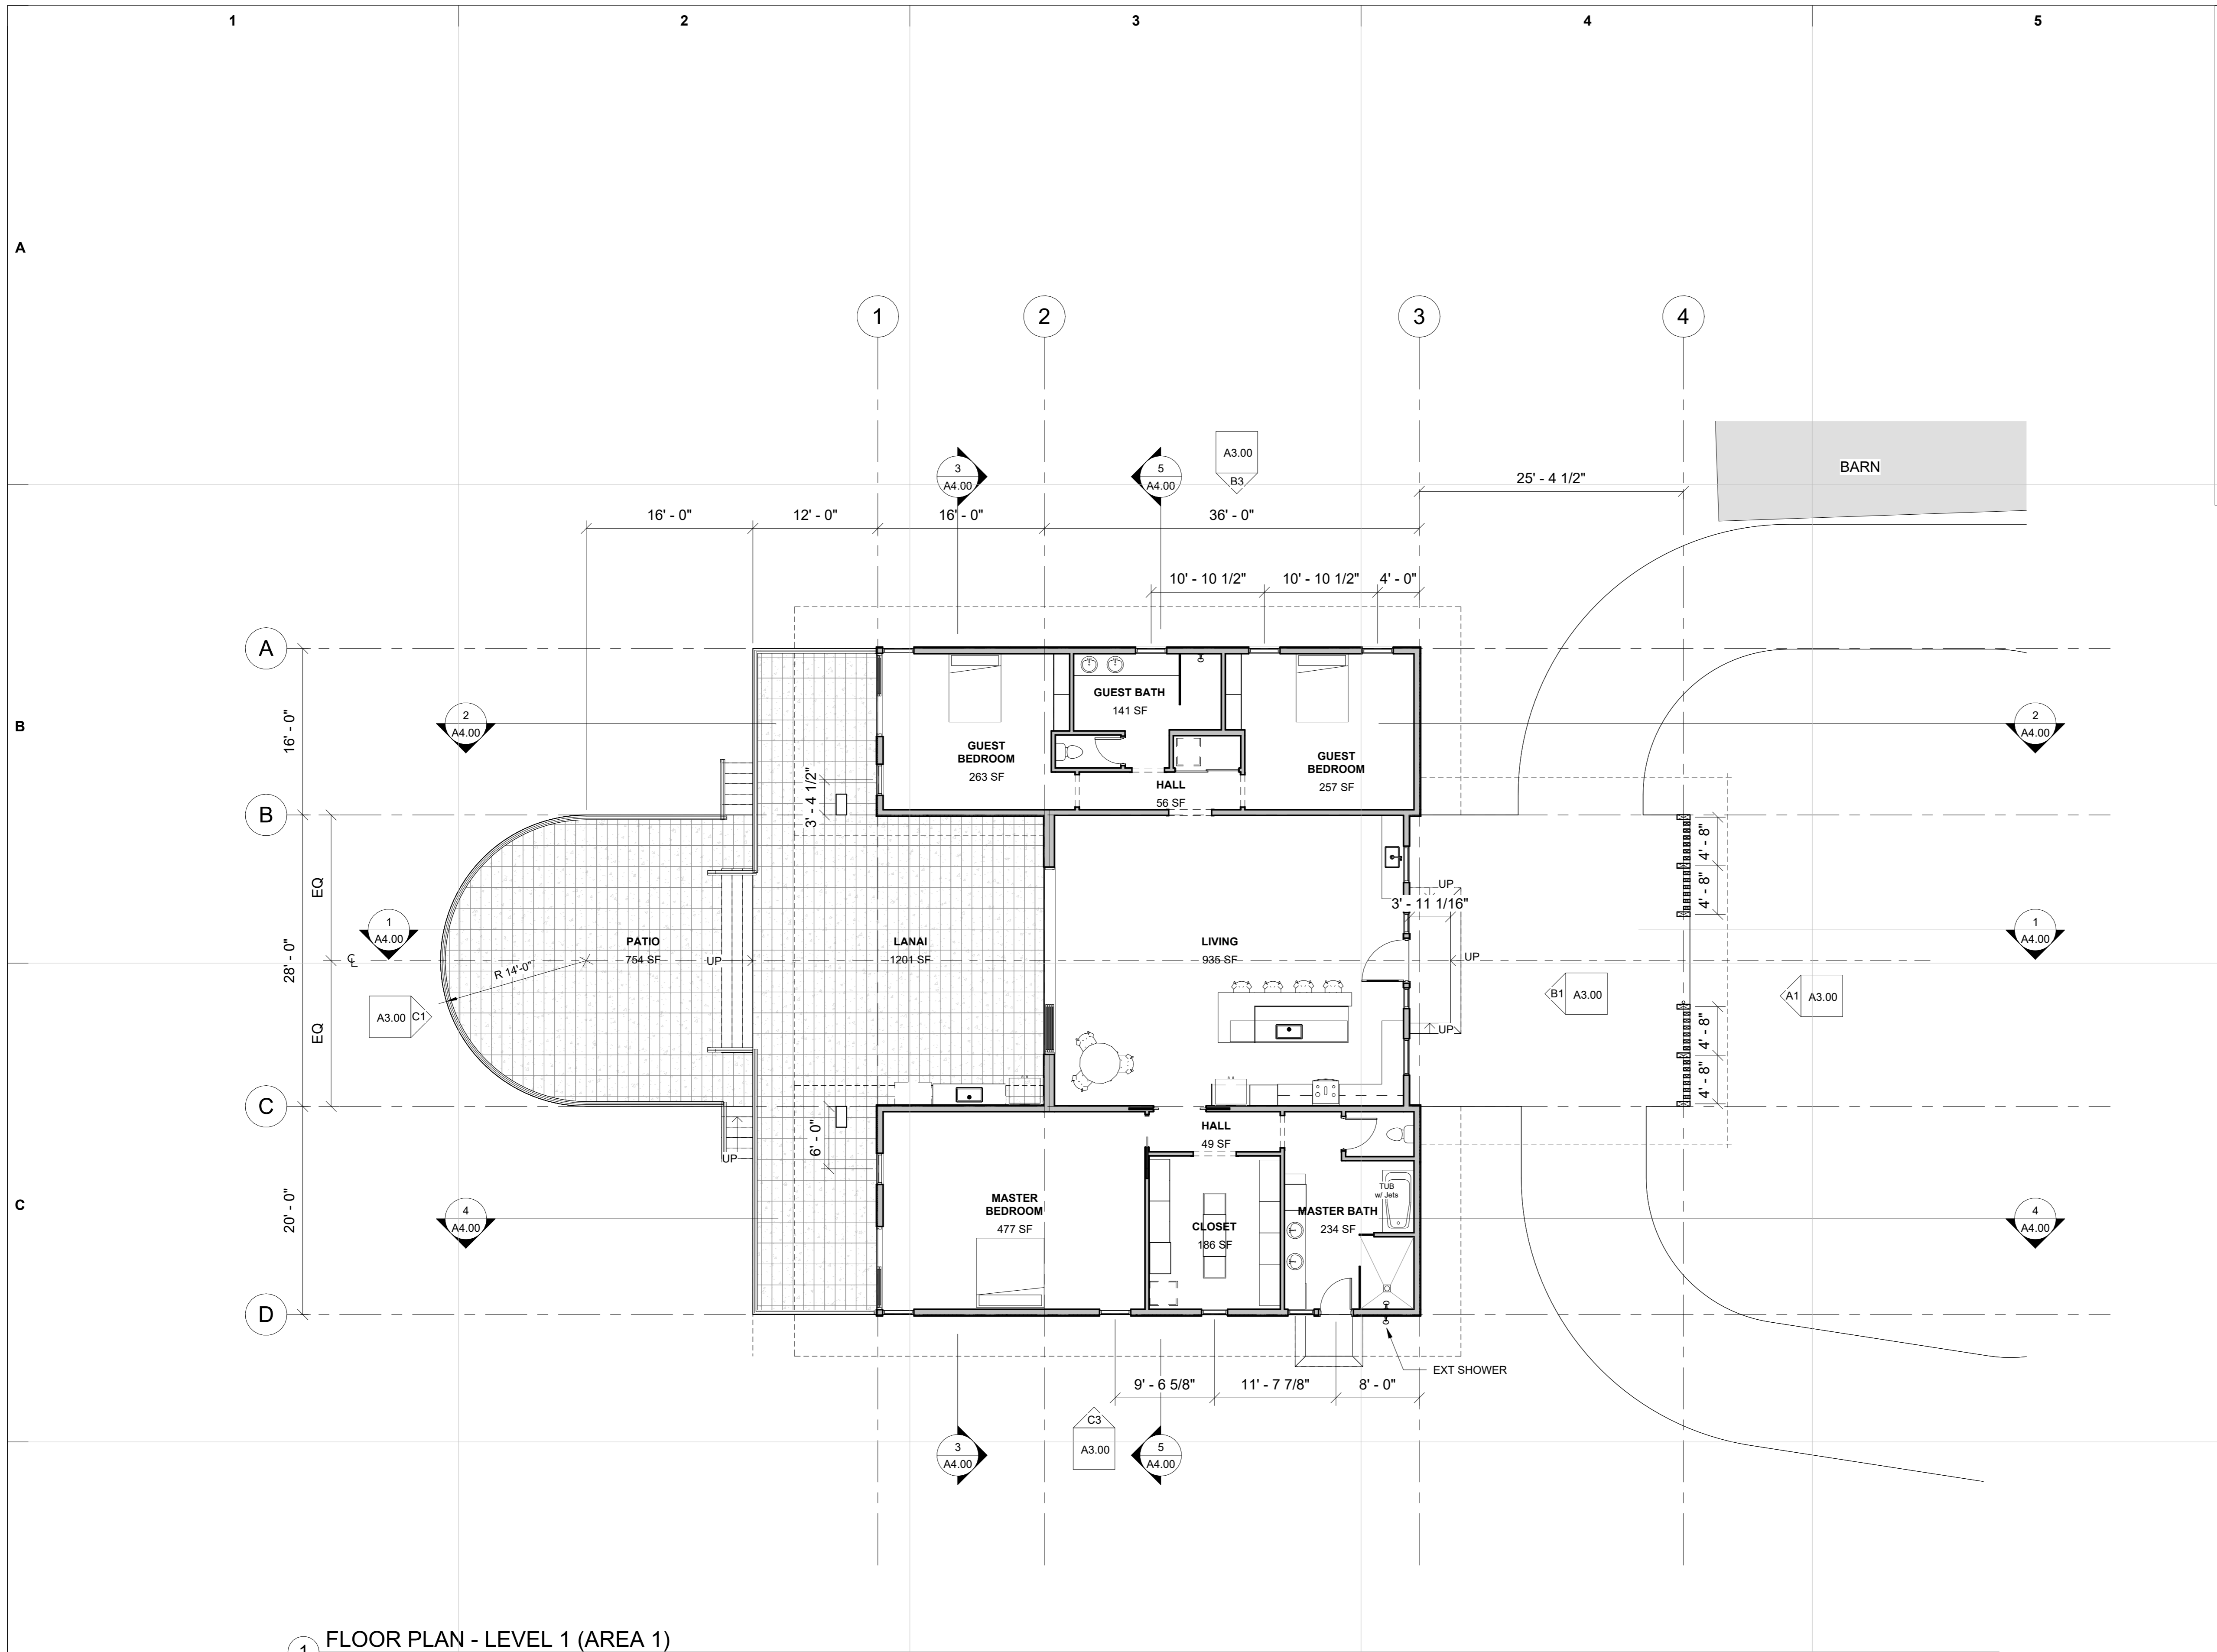 1 2 3 4 5
A
1 2 3 4
A3.00
B3
3
A4.00
5
A4.00
BARN
25' - 4 1/2"
16' - 0" 12' - 0" 16' - 0" 36' - 0"
10' - 10 1/2" 10' - 10 1/2" 4' - 0"
A
B
16' - 0"
2
A4.00
GUEST BATH
141 SF
2
A4.00
GUEST
BEDROOM
263 SF
GUEST
BEDROOM
257 SF
HALL
56 SF
3' - 4 1/2"
B
4' - 8"
4' - 8"
EQ
UP
3' - 11 1/16"
1
A4.00
28' - 0"
℄
R 14'-0"
PATIO
754 SF
UP
LANAI
1201 SF
LIVING
935 SF
UP
1
A4.00
B1 A3.00
A1 A3.00
A3.00 C1
EQ
UP
4' - 8"
4' - 8"
C
HALL
49 SF
6' - 0"
UP
TUB
w/ Jets
C
20' - 0"
4
A4.00
MASTER
BEDROOM
477 SF
CLOSET
186 SF
MASTER BATH
234 SF
4
A4.00
D
EXT SHOWER
9' - 6 5/8" 11' - 7 7/8" 8' - 0"
C3
A3.00
3
A4.00
5
A4.00
1
FLOOR PLAN - LEVEL 1 (AREA 1)